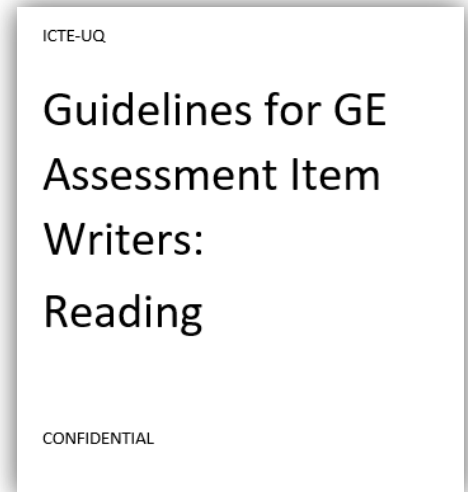 ICTE-UQ
Guidelines for GE
Assessment Item
Writers:
Reading
CONFIDENTIAL